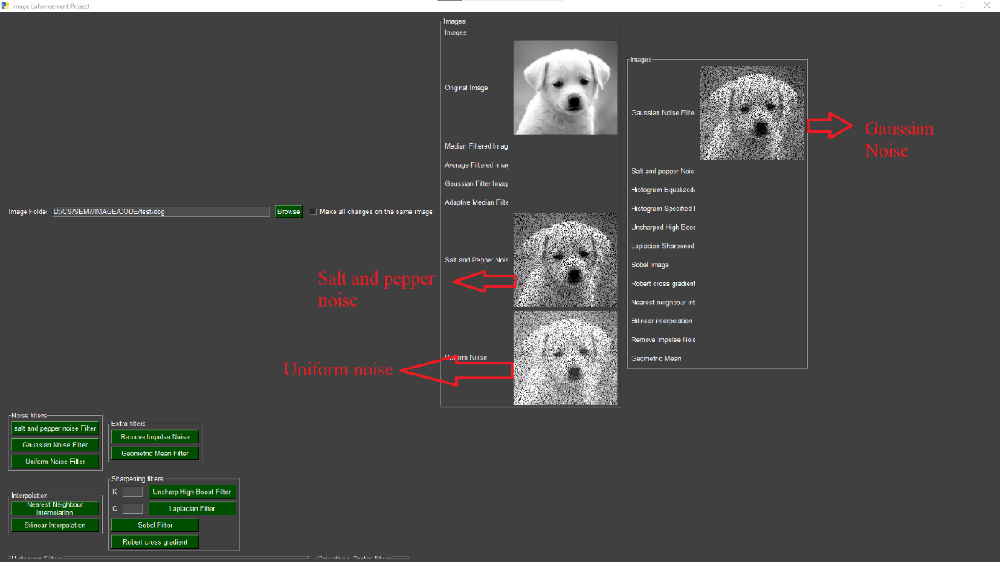 Image Enhancement Project
Images
Images
Original Image
Median Filtered Imag
Average Filtered Imag
Gaussian Filter Image
Adaptive Median Filte
Salt and Pepper Nois
Uniform Noise
Images
Gaussian Noise Filte
Salt and pepper Nois
Histogram Equalized
Histogram Specified I
Unsharped High Boos
Laplacian Sharpened
Sobel Image
Robert cross gradient
Nearest neighbour int
Bilinear interpolation
Remove Impulse Nois
Geometric Mean
Gaussian
Noise
Image Folder D:/CS/SEM7/IMAGE/CODE/test/dog Browse Make all changes on the same image
Salt and pepper
noise
Uniform noise
Noise filters
salt and pepper noise Filter
Gaussian Noise Filter
Uniform Noise Filter
Extra filters
Remove Impulse Noise
Geometric Mean Filter
Interpolation
Nearest Neighbour
Interpolation
Bilinear Interpolation
Sharpening filters
K Unsharp High Boost Filter
C Laplacian Filter
Sobel Filter
Robert cross gradient
Histogram Filters
Smoothing Spatial filters